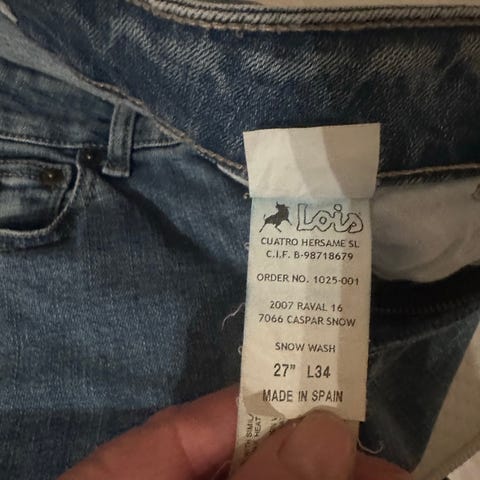 Lois
CUATRO HERSAME SL
C.I.F. B-98718679
ORDER NO. 1025-001
2007 RAVAL 16
7066 CASPAR SNOW
SNOW WASH
27" L34
MADE IN SPAIN